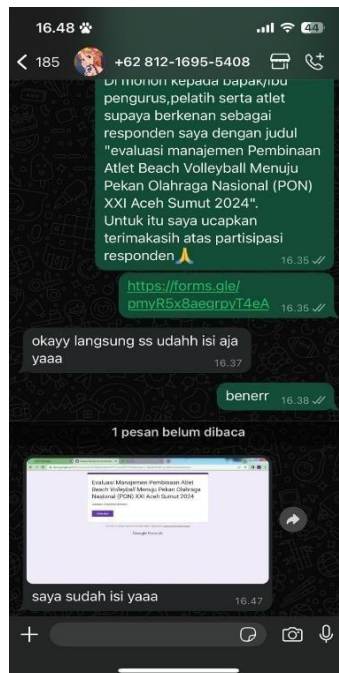 16.48
44
185
+62 812-1695-5408
Di mohon kepada bapak/ibu
pengurus,pelatih serta atlet
supaya berkenan sebagai
responden saya dengan judul
"evaluasi manajemen Pembinaan
Atlet Beach Volleyball Menuju
Pekan Olahraga Nasional (PON)
XXI Aceh Sumut 2024".
Untuk itu saya ucapkan
terimakasih atas partisipasi
responden🙏
16.35
https://forms.gle/
pmyR5x8aeqrpyT4eA
16.35
okayy langsung ss udahh isi aja
yaaa
16.37
benerr
16.38
1 pesan belum dibaca
Evaluasi Manajemen Pembinaan Atlet
Beach Volleyball Menuju Pekan Olahraga
Nasional (PON) XXI Aceh Sumut 2024
Google Formulir
saya sudah isi yaaa
16.47